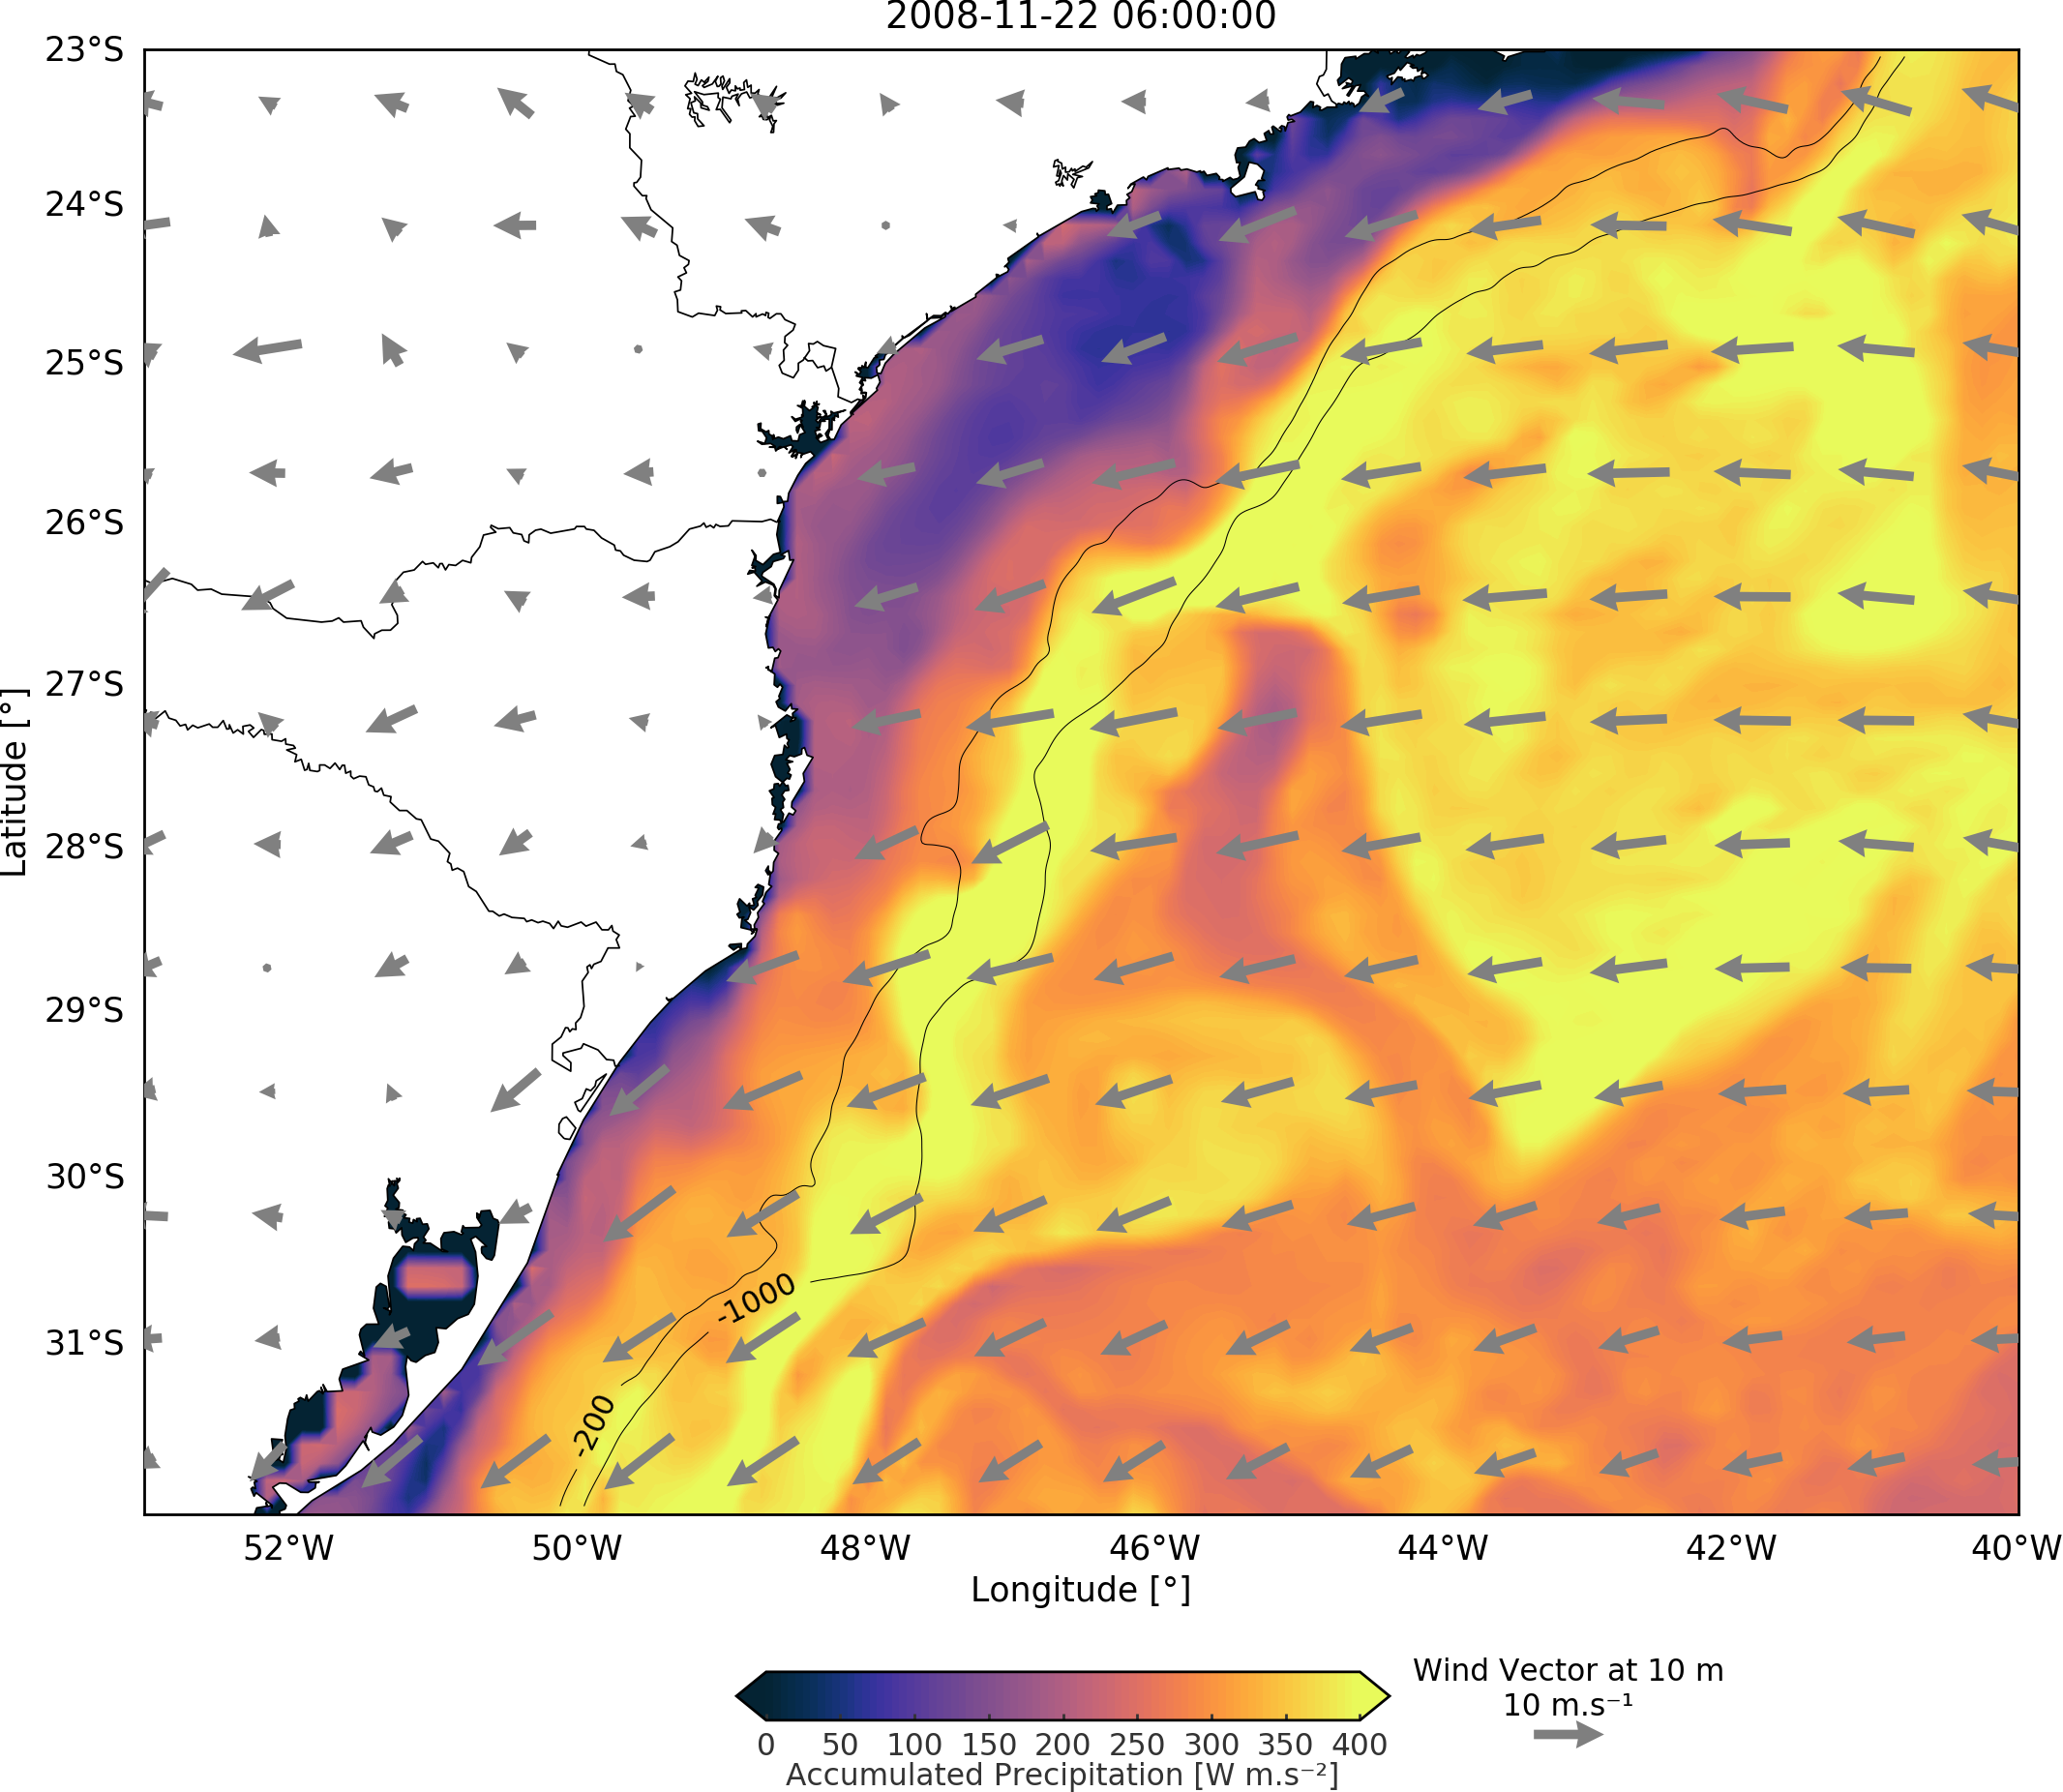 2008-11-22 06:00:00
23°S
24°S
25°S
26°S
27°S
28°S
29°S
30°S
31°S
Latitude [°]
-1000
-200
52°W
50°W
48°W
46°W
44°W
42°W
40°W
Longitude [°]
0
50
100
150
200
250
300
350
400
Accumulated Precipitation [W m.s⁻²]
Wind Vector at 10 m
10 m.s⁻¹